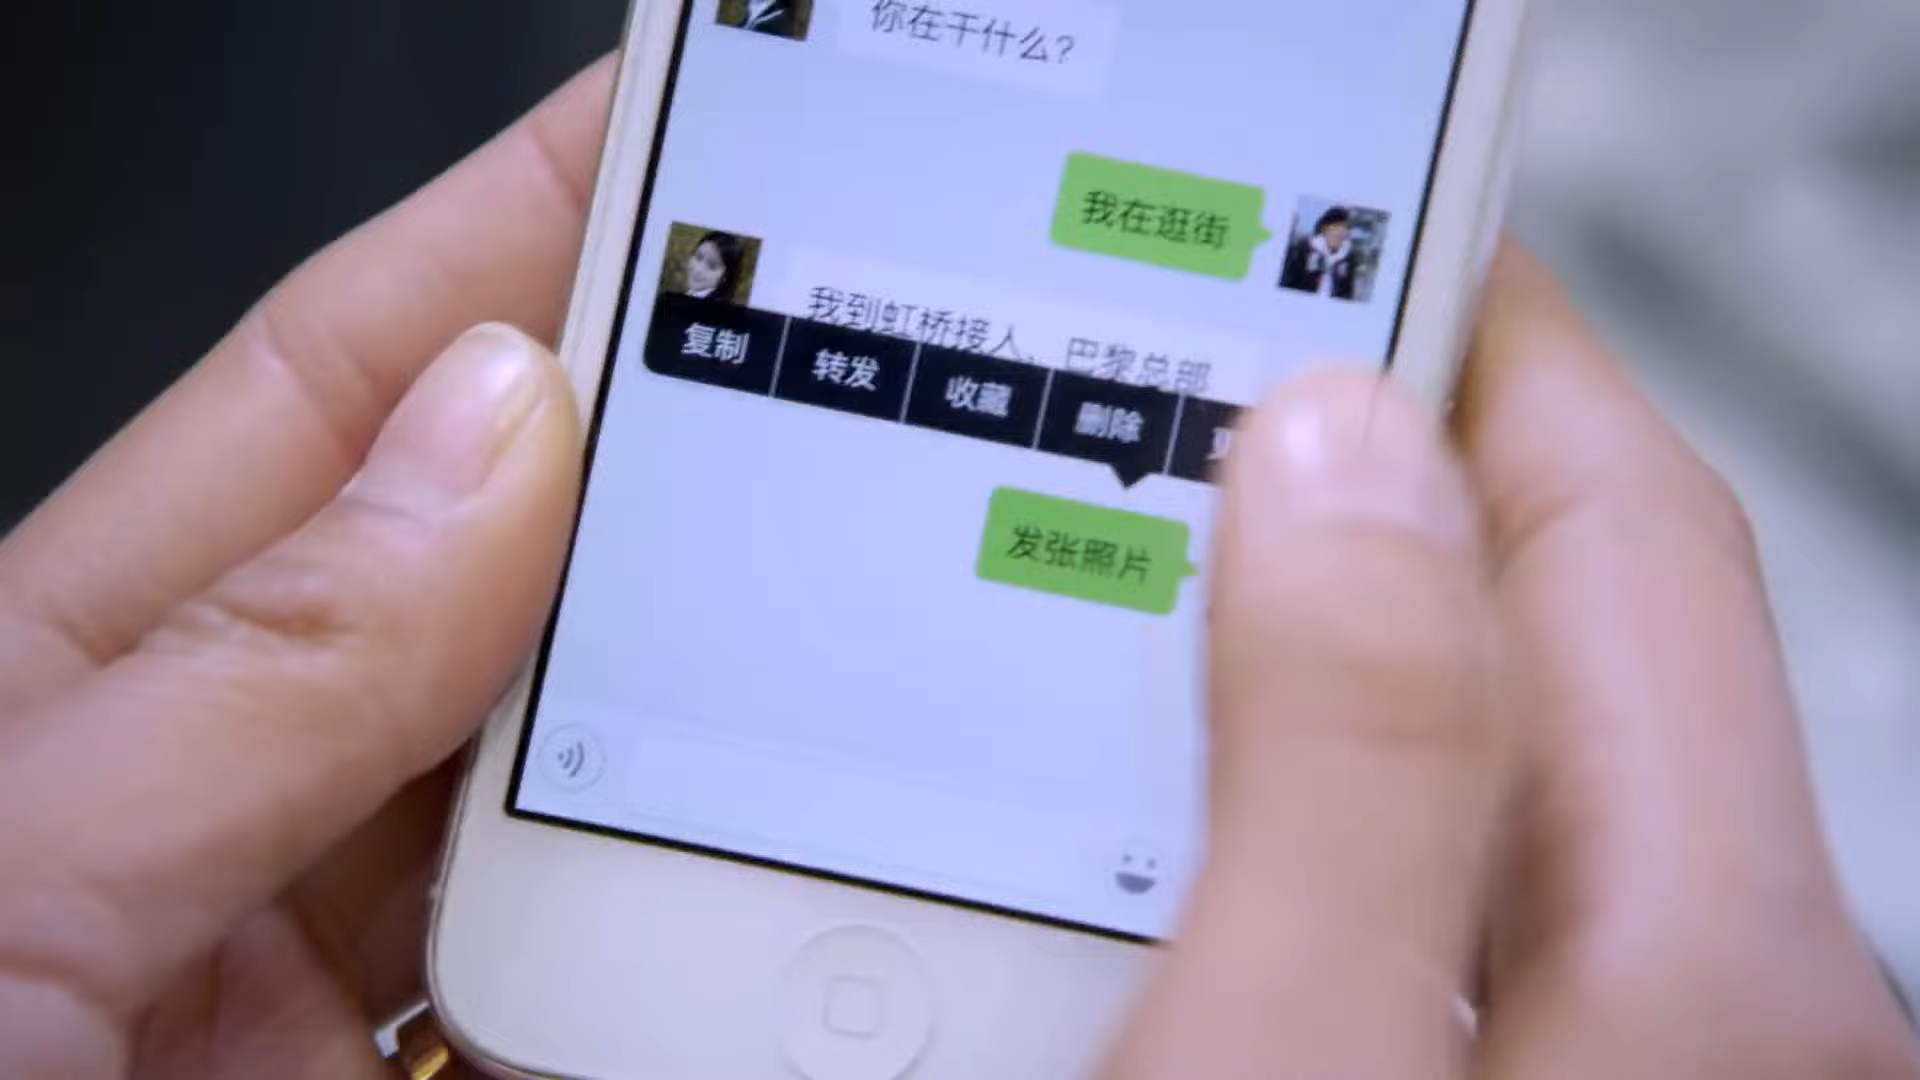 你在干什么?
我在逛街
我到虹桥接人、巴黎总部
复制 转发 收藏 删除
发张照片